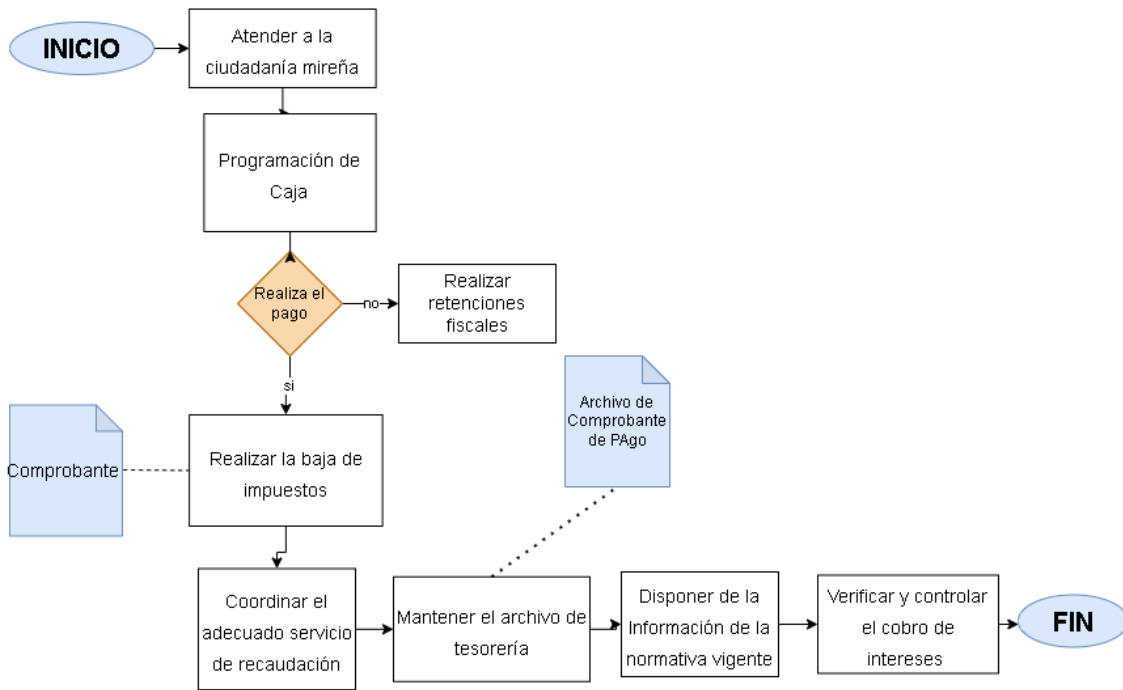 INICIO
Atender a la
ciudadanía mireña
Programación de
Caja
Realiza el
pago
no
Realizar
retenciones
fiscales
si
Comprobante
Realizar la baja de
impuestos
Archivo de
Comprobante
de PAgo
Coordinar el
adecuado servicio
de recaudación
Mantener el archivo de
tesorería
Disponer de la
Información de la
normativa vigente
Verificar y controlar
el cobro de
intereses
FIN